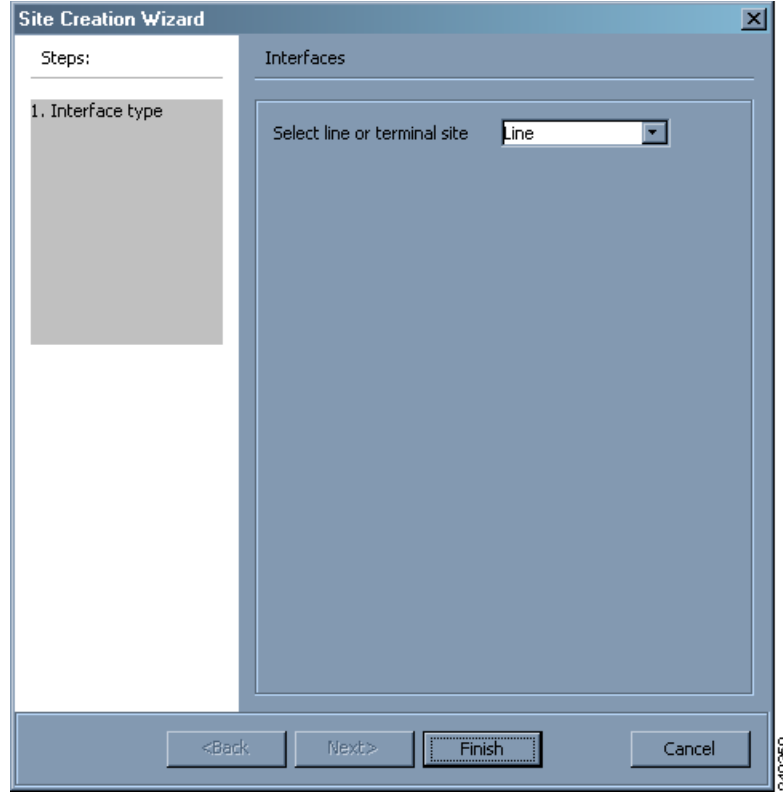 Site Creation Wizard
Steps:
1. Interface type
Interfaces
Select line or terminal site
Line
<Back
Next>
Finish
Cancel